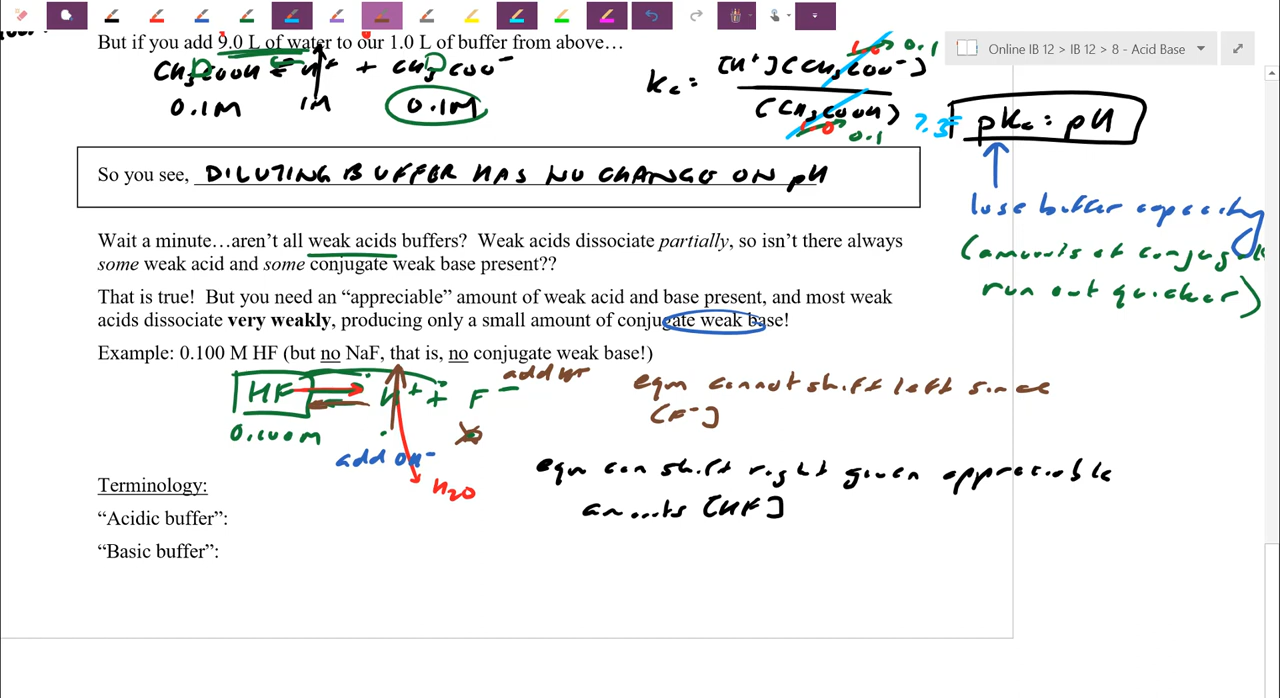 But if you add 9.0 L of water to our 1.0 L of buffer from above…
Online IB 12 > IB 12 > 8 - Acid Base
CH3COOH ⇌ H+ + CH3COO-
0.1M 1M 0.1M
Kc = [H+](CH3COO-)
(CH3COOH)
0.1
0.1
pKc = pH
So you see, DILUTING BUFFER HAS NO CHANGE ON pH
lose buffer capacity
(amounts of conjugate
run out quicker)
Wait a minute…aren't all weak acids buffers? Weak acids dissociate partially, so isn't there always
some weak acid and some conjugate weak base present??
That is true! But you need an “appreciable” amount of weak acid and base present, and most weak
acids dissociate very weakly, producing only a small amount of conjugate weak base!
Example: 0.100 M HF (but no NaF, that is, no conjugate weak base!)
HF ⇌ H+ + F-
0.100M
add OH-
H2O
eqm cannot shift left since
[F-]
eqm can shift right given appreciable
amounts [HF]
Terminology:
“Acidic buffer”:
“Basic buffer”: